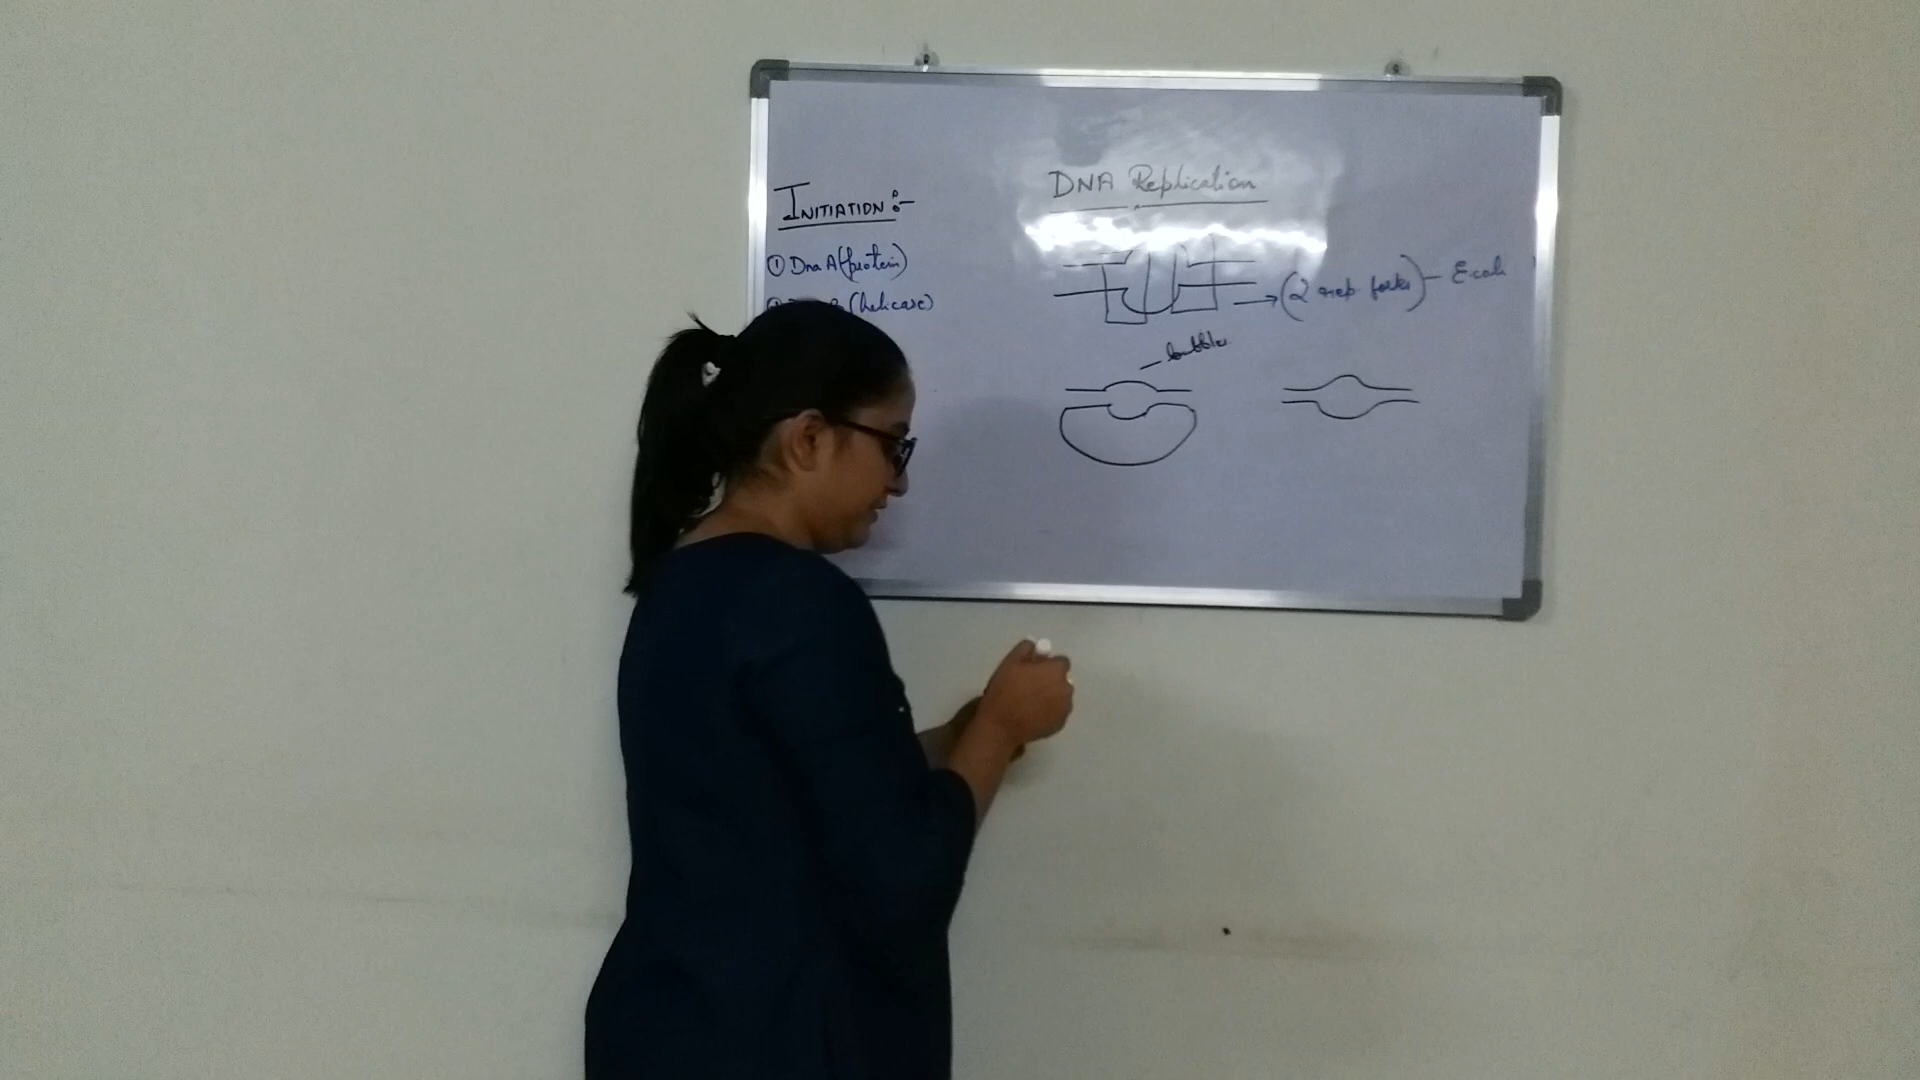 DNA Replication
INITIATION :-
① Dna A (protein)
(helicase)
→ (2 rep forks) - E.coli
- bubble